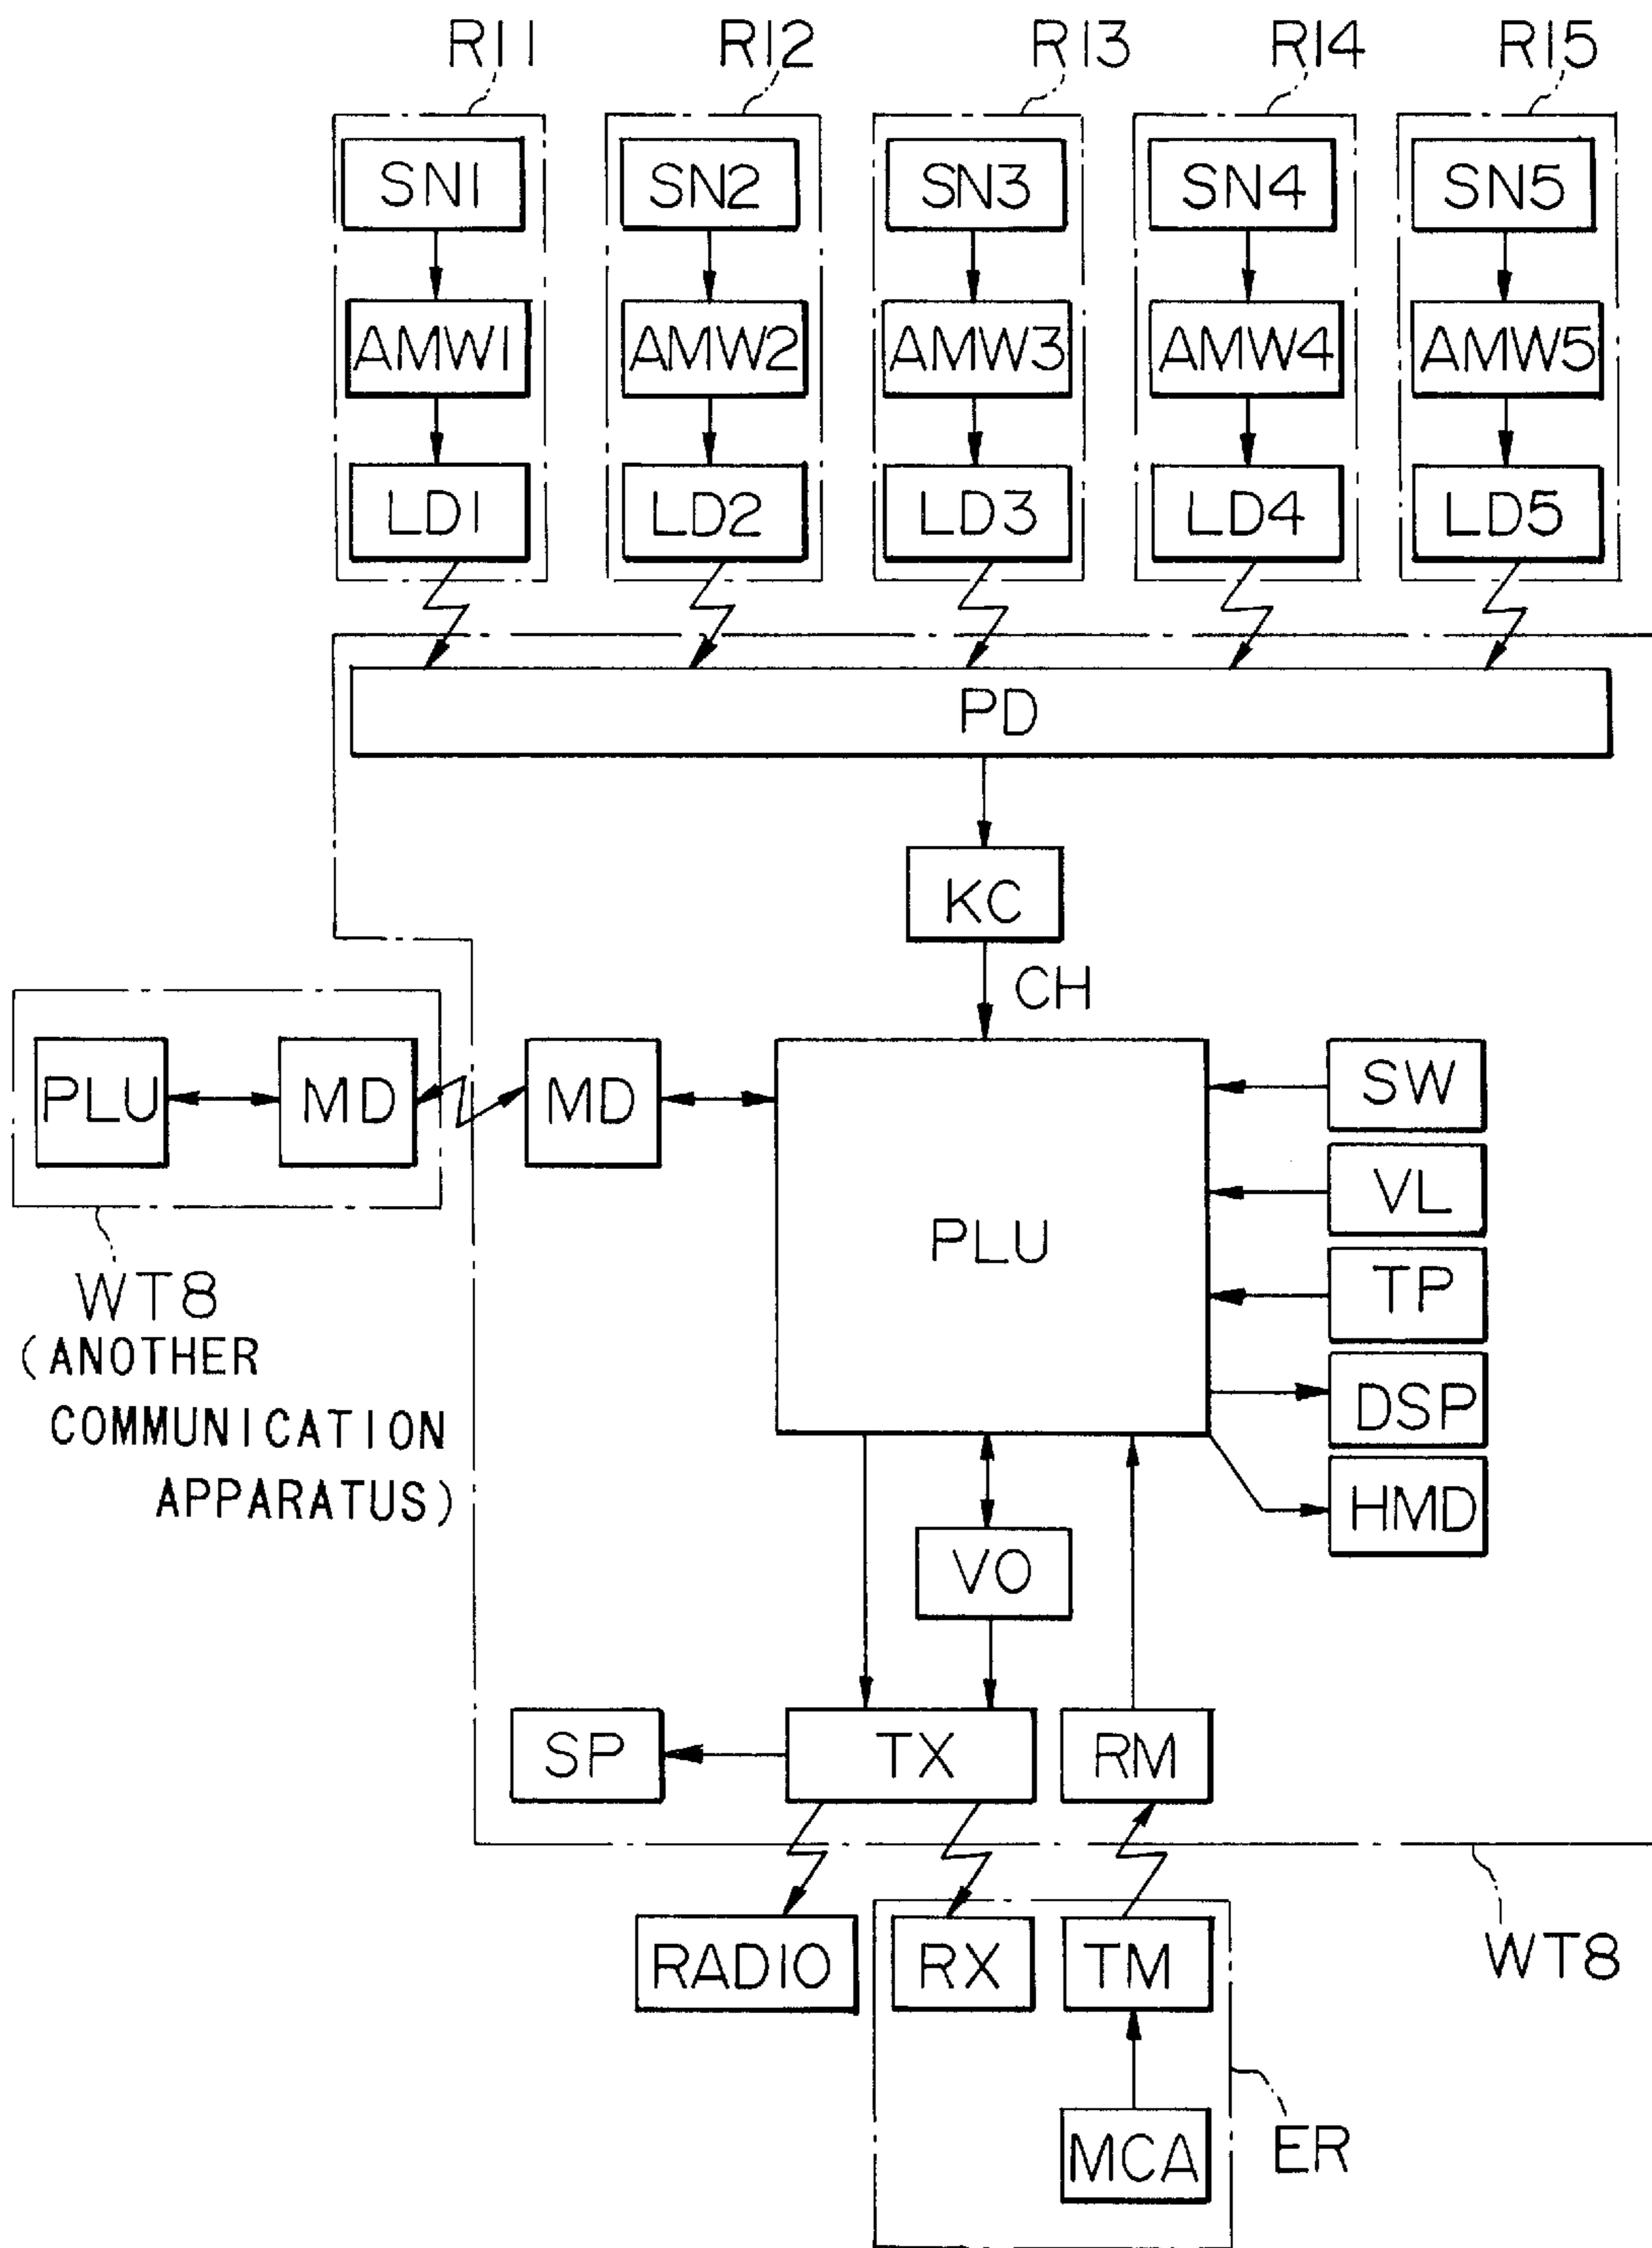 R11 R12 R13 R14 R15
SN1 SN2 SN3 SN4 SN5
AMW1 AMW2 AMW3 AMW4 AMW5
LD1 LD2 LD3 LD4 LD5
PD
KC
CH
PLU MD MD PLU SW
VL
TP
DSP
HMD
WT8
(ANOTHER
COMMUNICATION
APPARATUS)
VO
SP TX RM
RADIO RX TM WT8
MCA ER